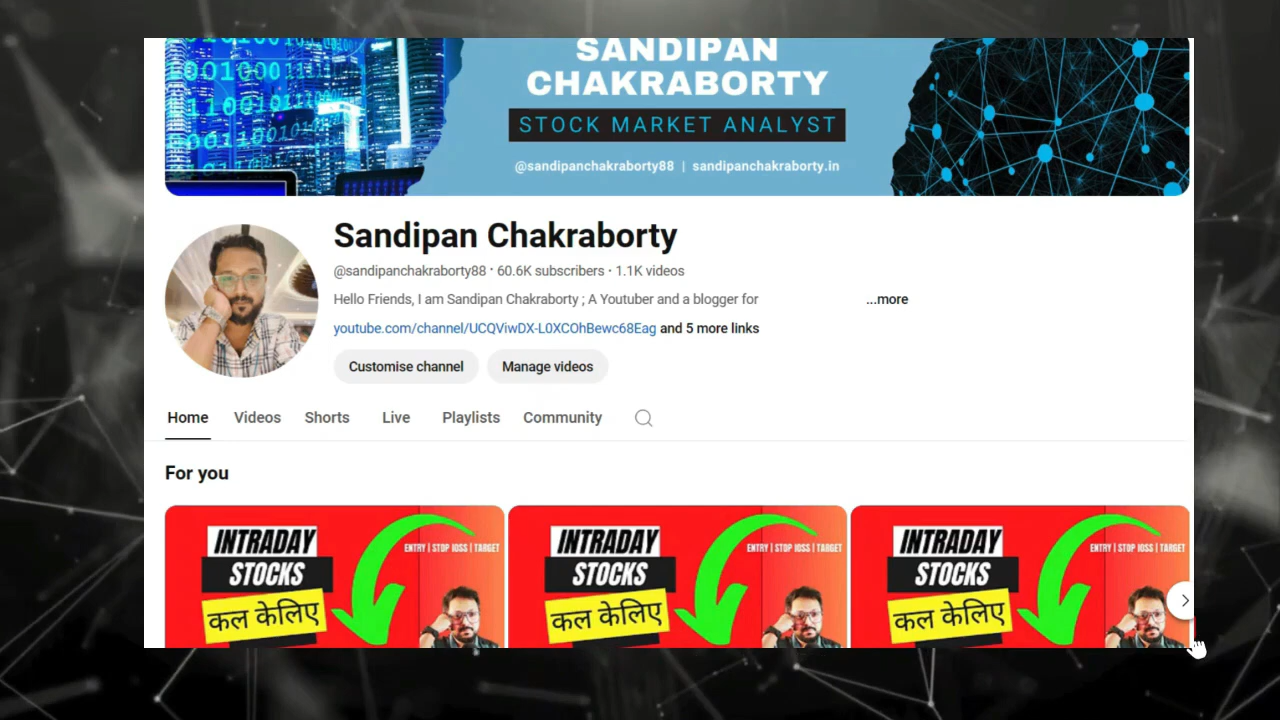 SANDIPAN
CHAKRABORTY
STOCK MARKET ANALYST
@sandipanchakraborty88 | sandipanchakraborty.in
Sandipan Chakraborty
@sandipanchakraborty88 · 60.6K subscribers · 1.1K videos
Hello Friends, I am Sandipan Chakraborty ; A Youtuber and a blogger for ...more
youtube.com/channel/UCQViwDX-L0XCOhBewc68Eag and 5 more links
Customise channel Manage videos
Home Videos Shorts Live Playlists Community
For you
INTRADAY
STOCKS
कल केलिए
ENTRY | STOP lOSS | TARGET
INTRADAY
STOCKS
कल केलिए
ENTRY | STOP lOSS | TARGET
INTRADAY
STOCKS
कल केलिए
ENTRY | STOP lOSS | TARGET